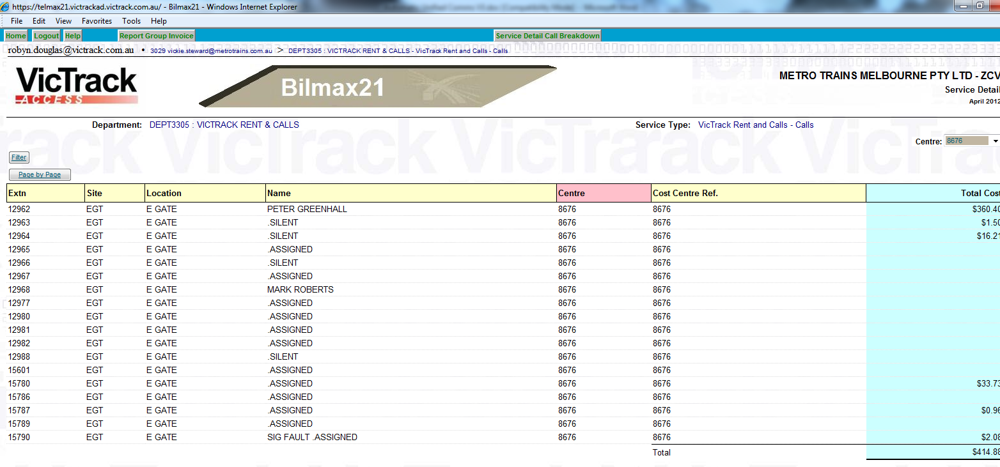 https://telmax21.victrackad.victrack.com.au/ - Bilmax21 - Windows Internet Explorer
File Edit View Favorites Tools Help
Home Logout Help Report Group Invoice Service Detail Call Breakdown
robyn.douglas@victrack.com.au • 3029 vickie.steward@metrotrains.com.au > DEPT3305 : VICTRACK RENT & CALLS - VicTrack Rent and Calls - Calls
VicTrack
ACCESS
Bilmax21
METRO TRAINS MELBOURNE PTY LTD - ZCV
Service Detail
April 2012
Department: DEPT3305 : VICTRACK RENT & CALLS Service Type: VicTrack Rent and Calls - Calls
Centre: 8676
Filter
Page by Page
Extn Site Location Name Centre Cost Centre Ref. Total Cost
12962 EGT E GATE PETER GREENHALL 8676 8676 $360.40
12963 EGT E GATE .SILENT 8676 8676 $1.50
12964 EGT E GATE .SILENT 8676 8676 $16.21
12965 EGT E GATE .ASSIGNED 8676 8676
12966 EGT E GATE .SILENT 8676 8676
12967 EGT E GATE .ASSIGNED 8676 8676
12968 EGT E GATE MARK ROBERTS 8676 8676
12977 EGT E GATE .ASSIGNED 8676 8676
12980 EGT E GATE .ASSIGNED 8676 8676
12981 EGT E GATE .ASSIGNED 8676 8676
12982 EGT E GATE .ASSIGNED 8676 8676
12988 EGT E GATE .SILENT 8676 8676
15601 EGT E GATE .ASSIGNED 8676 8676
15780 EGT E GATE .ASSIGNED 8676 8676 $33.73
15786 EGT E GATE .ASSIGNED 8676 8676
15787 EGT E GATE .ASSIGNED 8676 8676 $0.96
15789 EGT E GATE .ASSIGNED 8676 8676
15790 EGT E GATE SIG FAULT .ASSIGNED 8676 8676 $2.08
Total $414.88